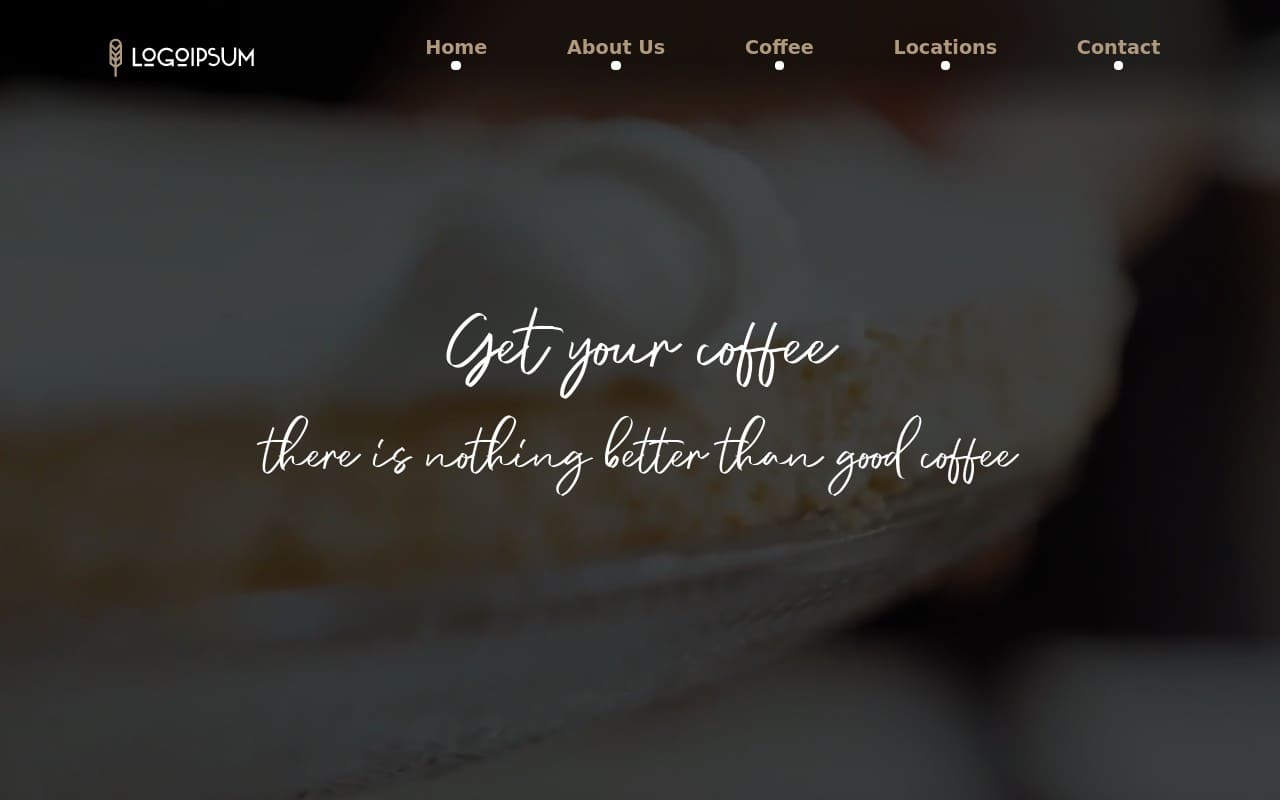 LOGOIPSUM
Home
About Us
Coffee
Locations
Contact
Get your coffee
there is nothing better than good coffee